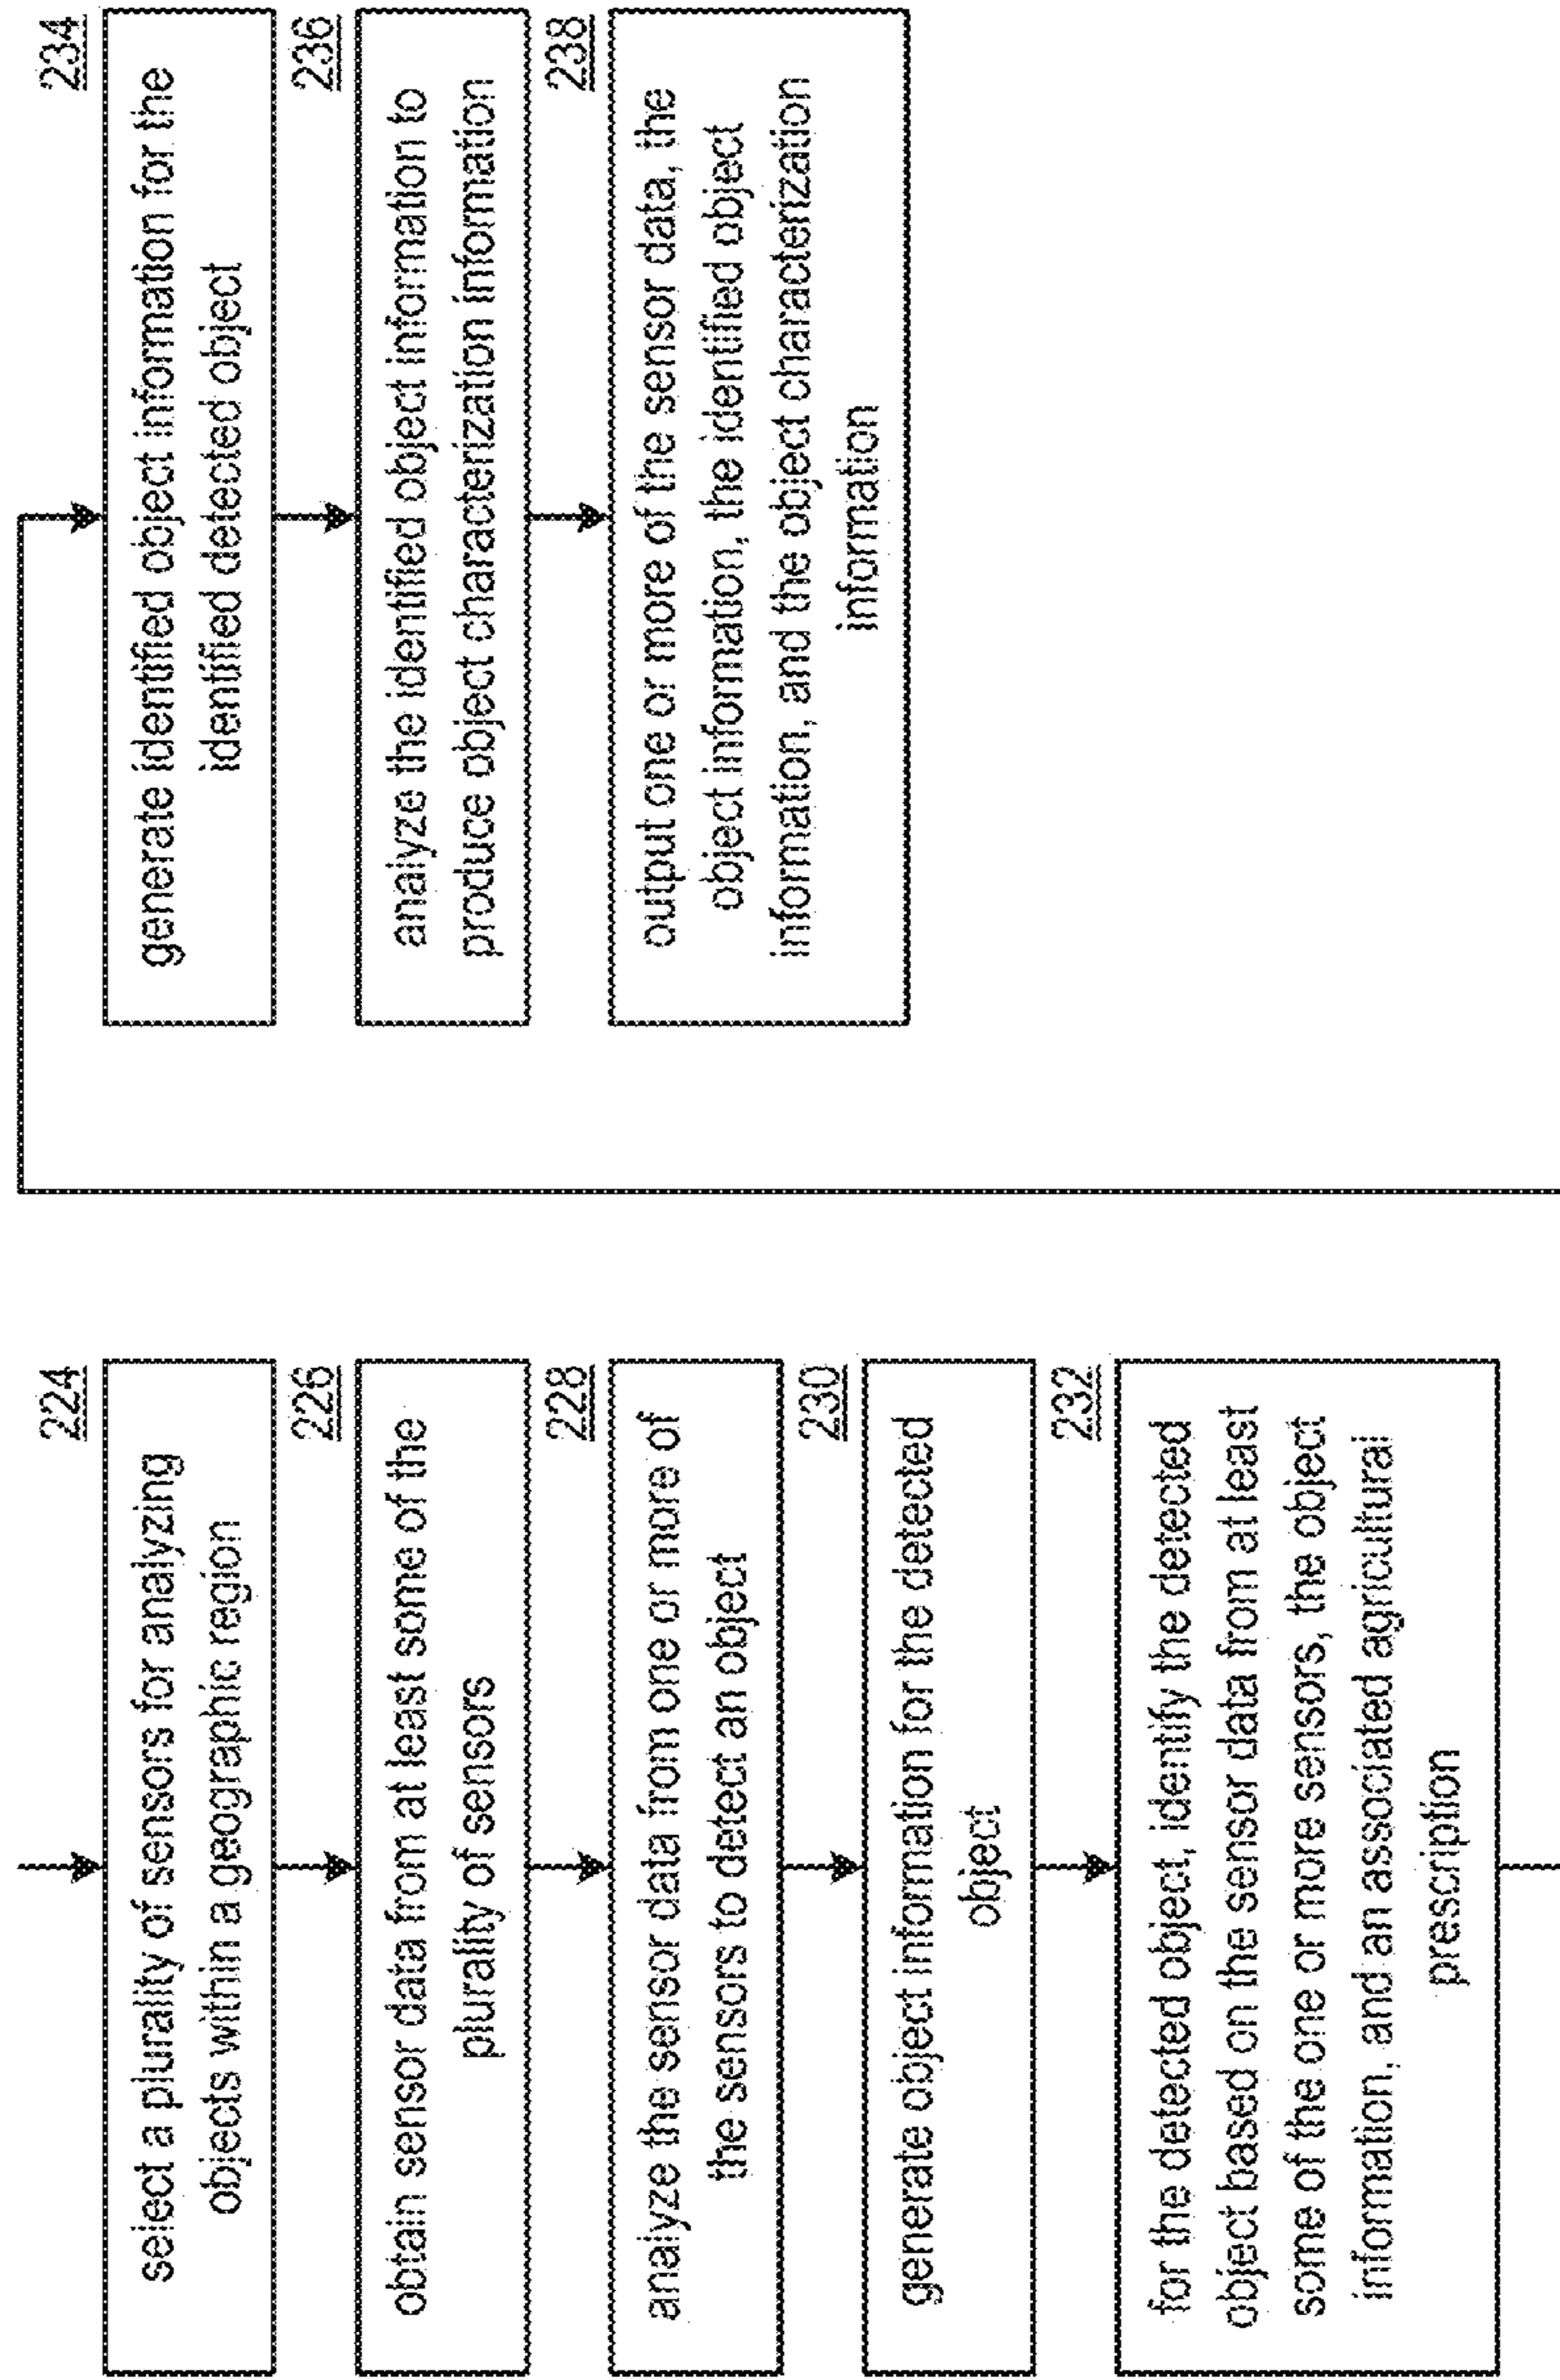 224
select a plurality of sensors for analyzing
objects within a geographic region
226
obtain sensor data from at least some of the
plurality of sensors
228
analyze the sensor data from one or more of
the sensors to detect an object
230
generate object information for the detected
object
232
for the detected object, identify the detected
object based on the sensor data from at least
some of the one or more sensors, the object
information, and an associated agricultural
prescription
234
generate identified object information for the
identified detected object
236
analyze the identified object information to
produce object characterization information
238
output one or more of the sensor data, the
object information, the identified object
information, and the object characterization
information